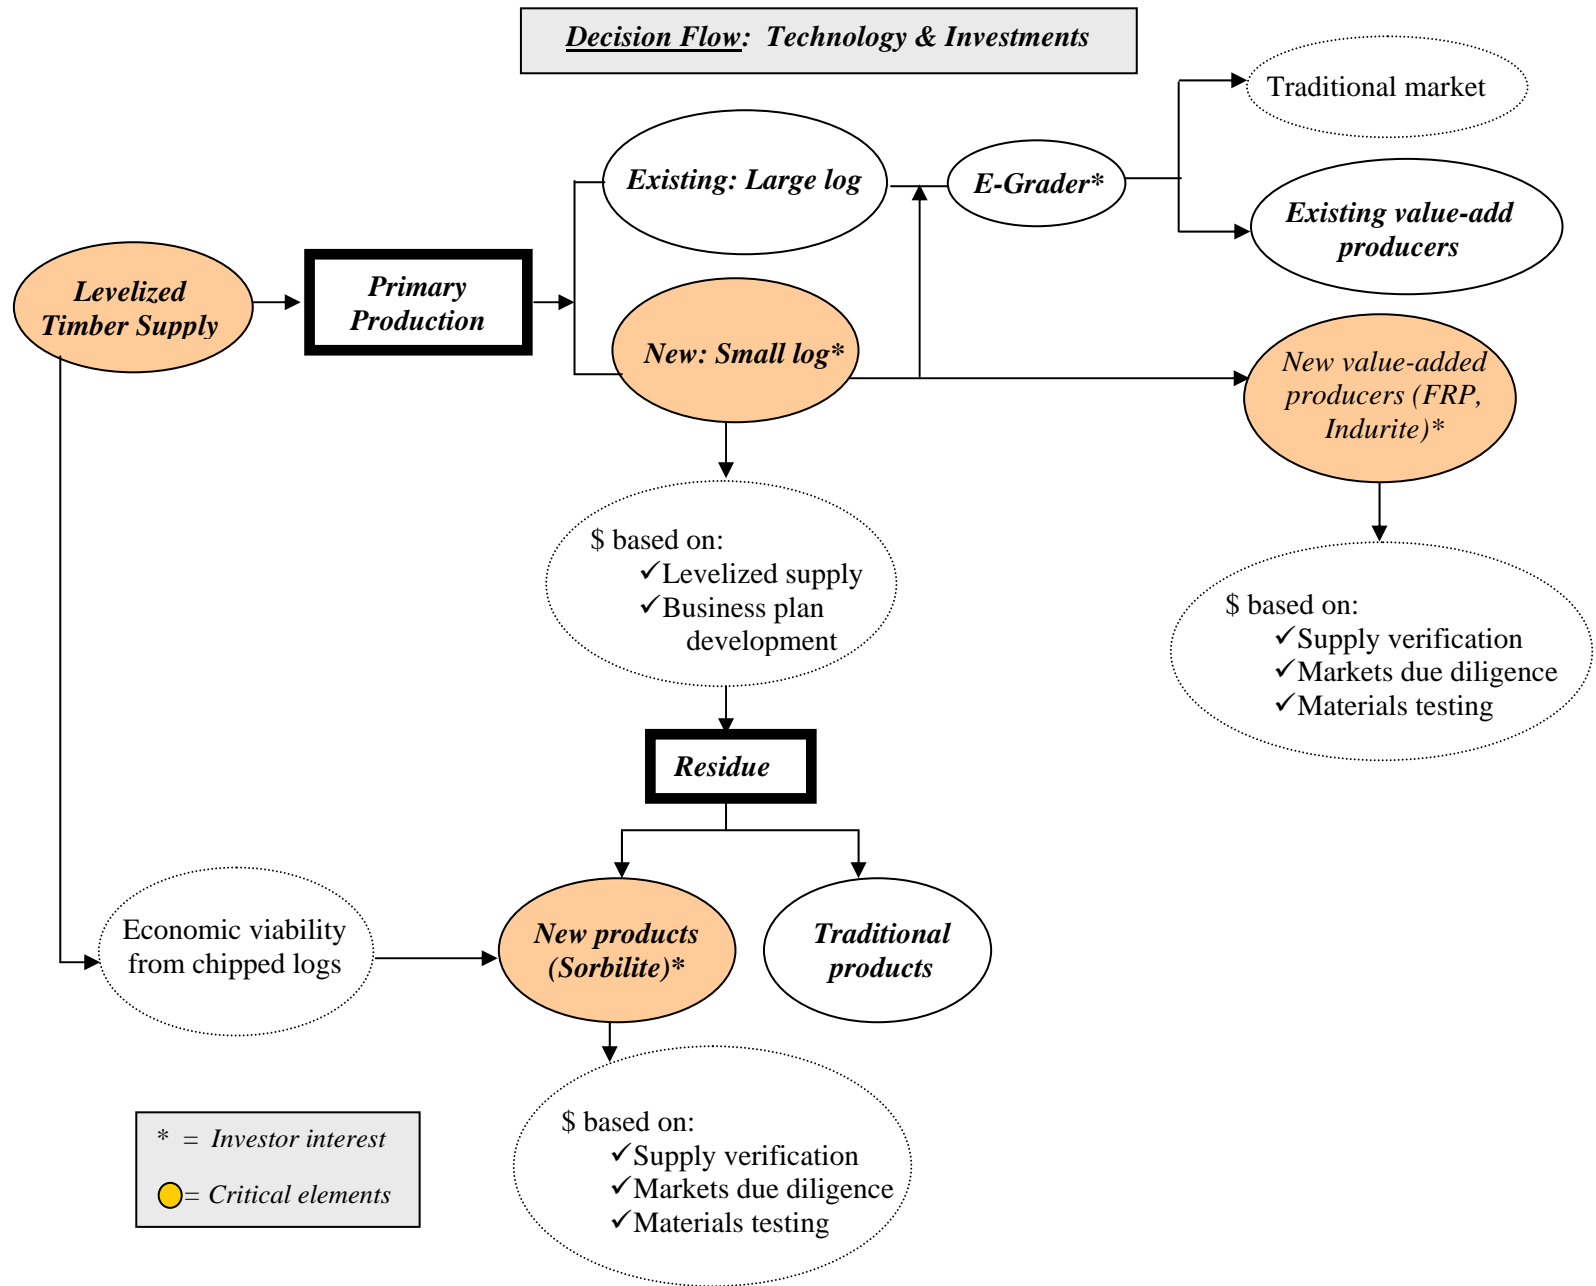 Decision Flow: Technology & Investments
Traditional market
Existing: Large log
E-Grader*
Existing value-add
producers
Levelized
Timber Supply
Primary
Production
New: Small log*
New value-added
producers (FRP,
Indurite)*
$ based on:
✓Levelized supply
✓Business plan
development
$ based on:
✓Supply verification
✓Markets due diligence
✓Materials testing
Residue
Economic viability
from chipped logs
New products
(Sorbilite)*
Traditional
products
$ based on:
✓Supply verification
✓Markets due diligence
✓Materials testing
* = Investor interest
= Critical elements